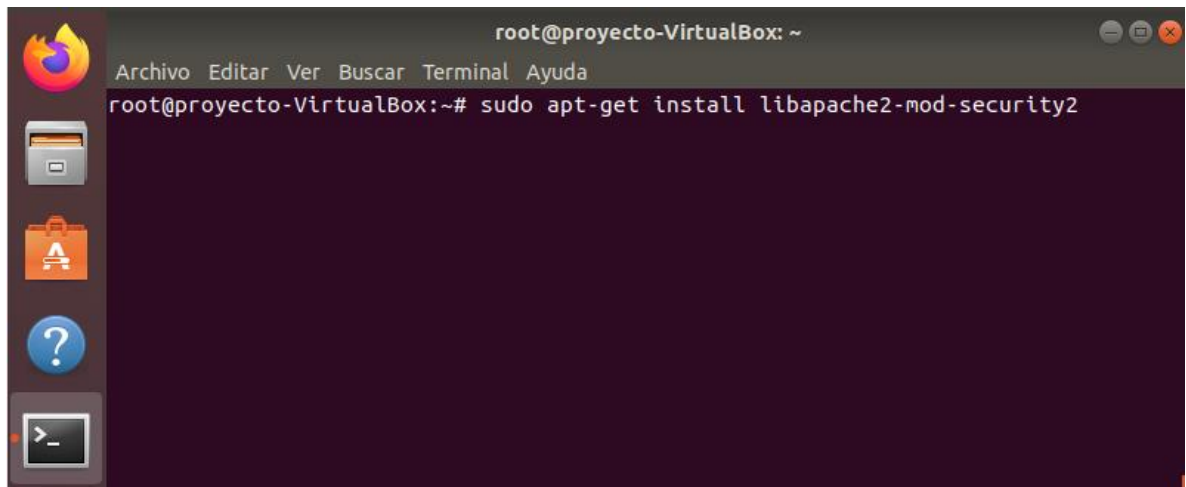 root@proyecto-VirtualBox: ~
Archivo Editar Ver Buscar Terminal Ayuda
root@proyecto-VirtualBox:~# sudo apt-get install libapache2-mod-security2